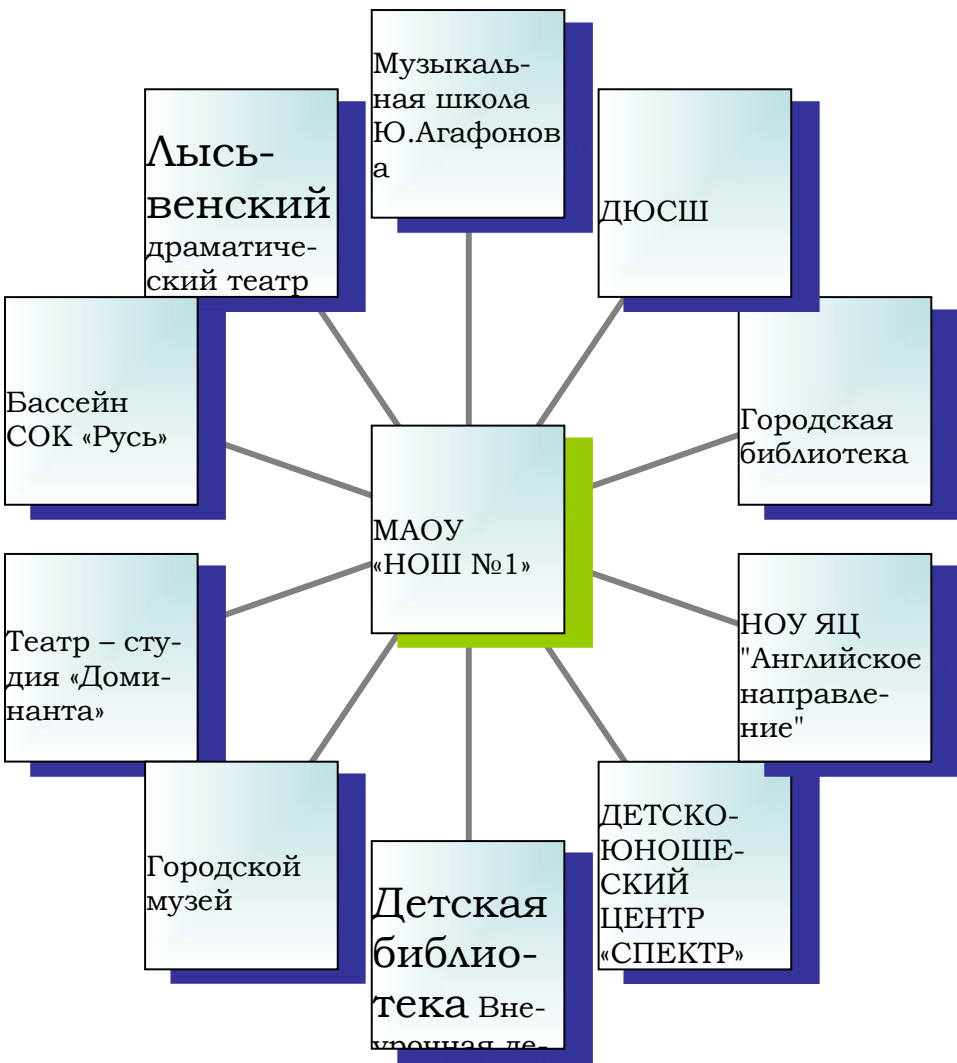 Музыкаль-
ная школа
Ю.Агафонов
а
ДЮСШ
Городская
библиотека
НОУ ЯЦ
"Английское
направле-
ние"
ДЕТСКО-
ЮНОШЕ-
СКИЙ
ЦЕНТР
«СПЕКТР»
Детская
библио-
тека Вне-
урочная де-
Городской
музей
Театр – сту-
дия «Доми-
нанта»
Бассейн
СОК «Русь»
Лысь-
венский
драматиче-
ский театр
МАОУ
«НОШ №1»